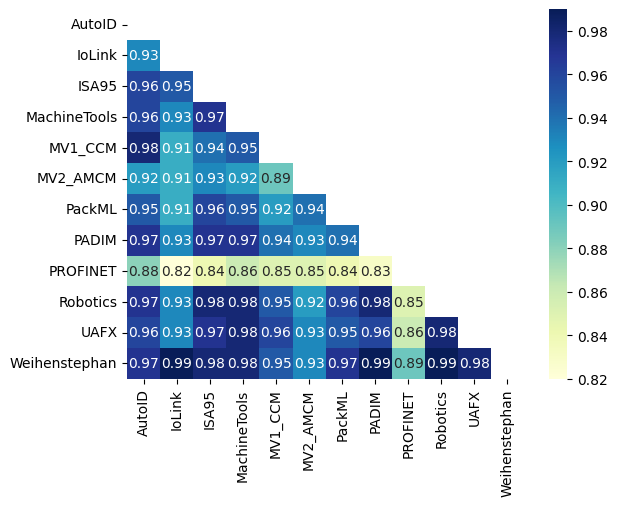 AutoID
IoLink 0.93
ISA95 0.96 0.95
MachineTools 0.96 0.93 0.97
MV1_CCM 0.98 0.91 0.94 0.95
MV2_AMCM 0.92 0.91 0.93 0.92 0.89
PackML 0.95 0.91 0.96 0.95 0.92 0.94
PADIM 0.97 0.93 0.97 0.97 0.94 0.93 0.94
PROFINET 0.88 0.82 0.84 0.86 0.85 0.85 0.84 0.83
Robotics 0.97 0.93 0.98 0.98 0.95 0.92 0.96 0.98 0.85
UAFX 0.96 0.93 0.97 0.98 0.96 0.93 0.95 0.96 0.86 0.98
Weihenstephan 0.97 0.99 0.98 0.98 0.95 0.93 0.97 0.99 0.89 0.99 0.98
AutoID
IoLink
ISA95
MachineTools
MV1_CCM
MV2_AMCM
PackML
PADIM
PROFINET
Robotics
UAFX
Weihenstephan
0.98
0.96
0.94
0.92
0.90
0.88
0.86
0.84
0.82